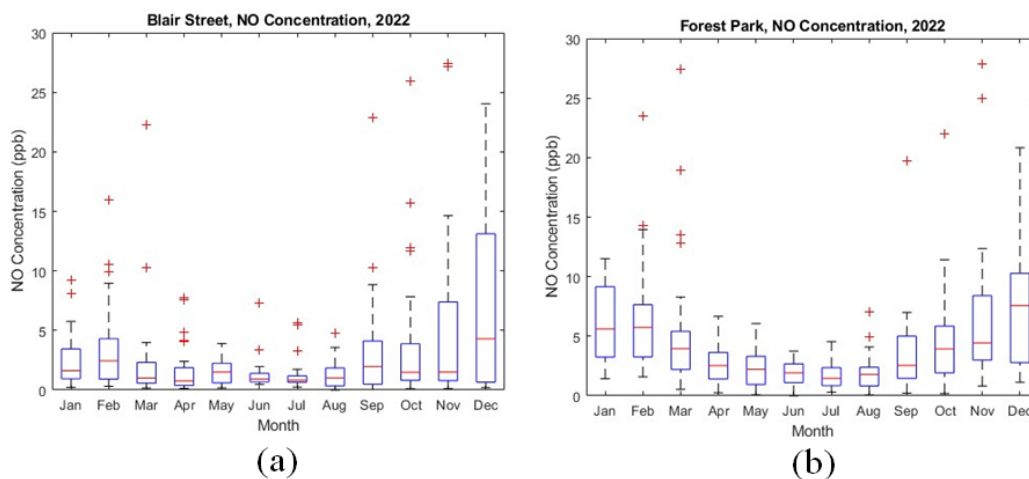 Blair Street, NO Concentration, 2022
NO Concentration (ppb)
30
25
20
15
10
5
0
Jan Feb Mar Apr May Jun Jul Aug Sep Oct Nov Dec
Month
(a)
Forest Park, NO Concentration, 2022
NO Concentration (ppb)
30
25
20
15
10
5
0
Jan Feb Mar Apr May Jun Jul Aug Sep Oct Nov Dec
Month
(b)